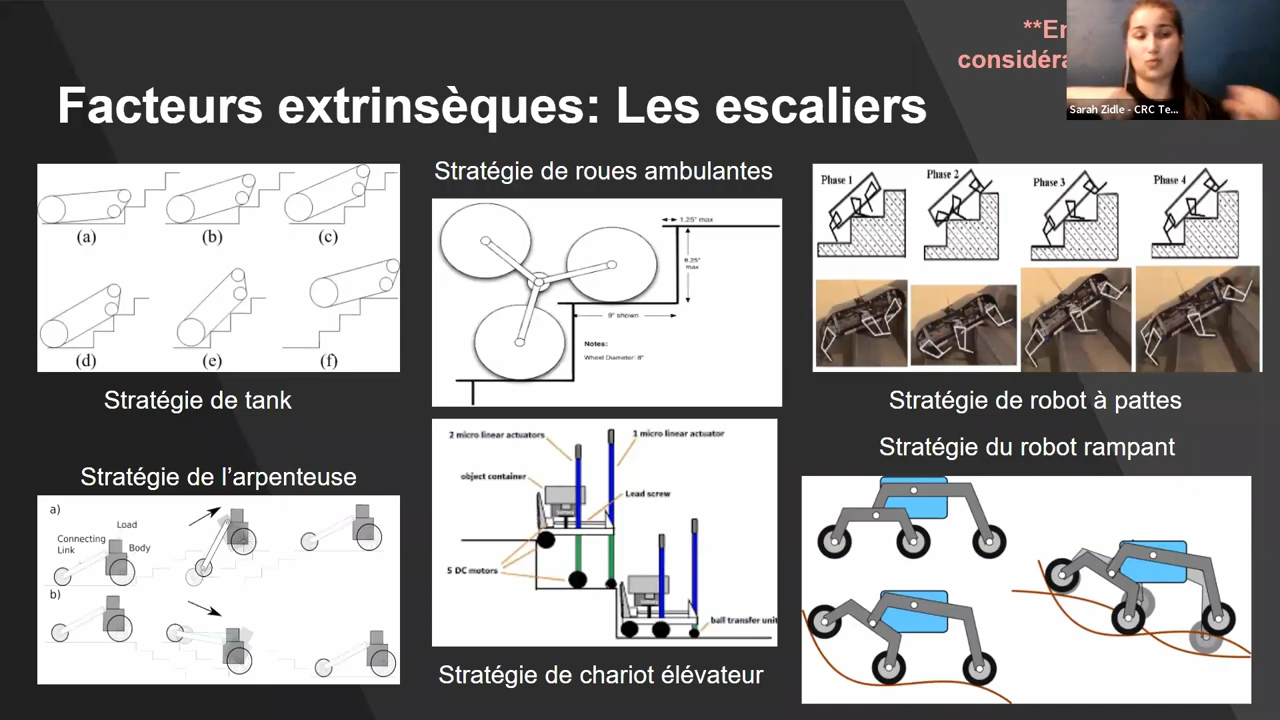 **En
considéra
Sarah Zidle - CRC Te...
Facteurs extrinsèques: Les escaliers
(a)
(b)
(c)
(d)
(e)
(f)
Stratégie de tank
Stratégie de roues ambulantes
1.25" max
8.25"
max
9" shown
Notes:
Wheel Diameter: 8"
Phase 1
Phase 2
Phase 3
Phase 4
Stratégie de robot à pattes
Stratégie de l'arpenteuse
a)
Load
Connecting
Link
Body
b)
2 micro linear actuators
1 micro linear actuator
object container
Lead screw
5 DC motors
ball transfer unit
Stratégie de chariot élévateur
Stratégie du robot rampant